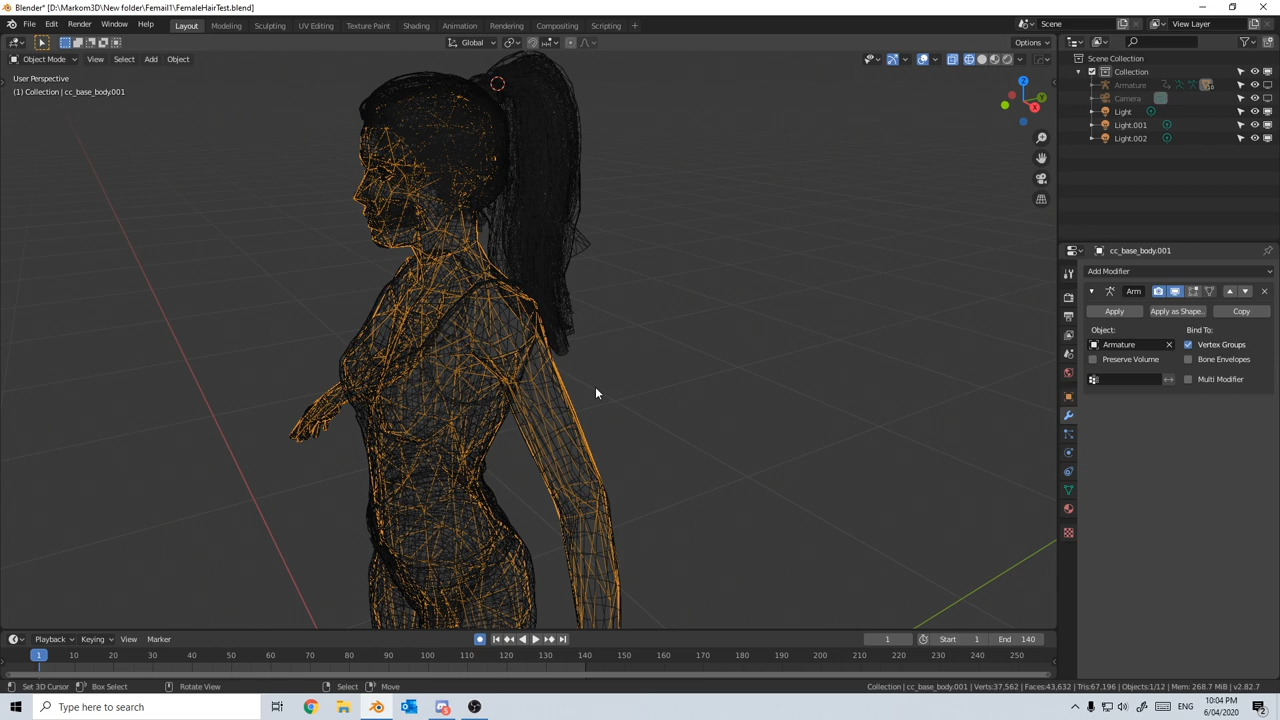 Blender* [D:\Markom3D\New folder\Femail1\FemaleHairTest.blend]
File Edit Render Window Help
Layout Modeling Sculpting UV Editing Texture Paint Shading Animation Rendering Compositing Scripting +
Scene
View Layer
Global
Options
Object Mode View Select Add Object
User Perspective
(1) Collection | cc_base_body.001
Z
Y
X
Scene Collection
Collection
Armature
Camera
Light
Light.001
Light.002
cc_base_body.001
Add Modifier
Arm
Apply Apply as Shape.. Copy
Object: Bind To:
Armature Vertex Groups
Preserve Volume Bone Envelopes
Multi Modifier
Playback Keying View Marker
1 Start 1 End 140
1 10 20 30 40 50 60 70 80 90 100 110 120 130 140 150 160 170 180 190 200 210 220 230 240 250
Set 3D Cursor Box Select Rotate View Select Move
Collection | cc_base_body.001 | Verts:37,562 | Faces:43,632 | Tris:67,196 | Objects:1/12 | Mem: 268.7 MiB | v2.82.7
Type here to search
10:04 PM
6/04/2020